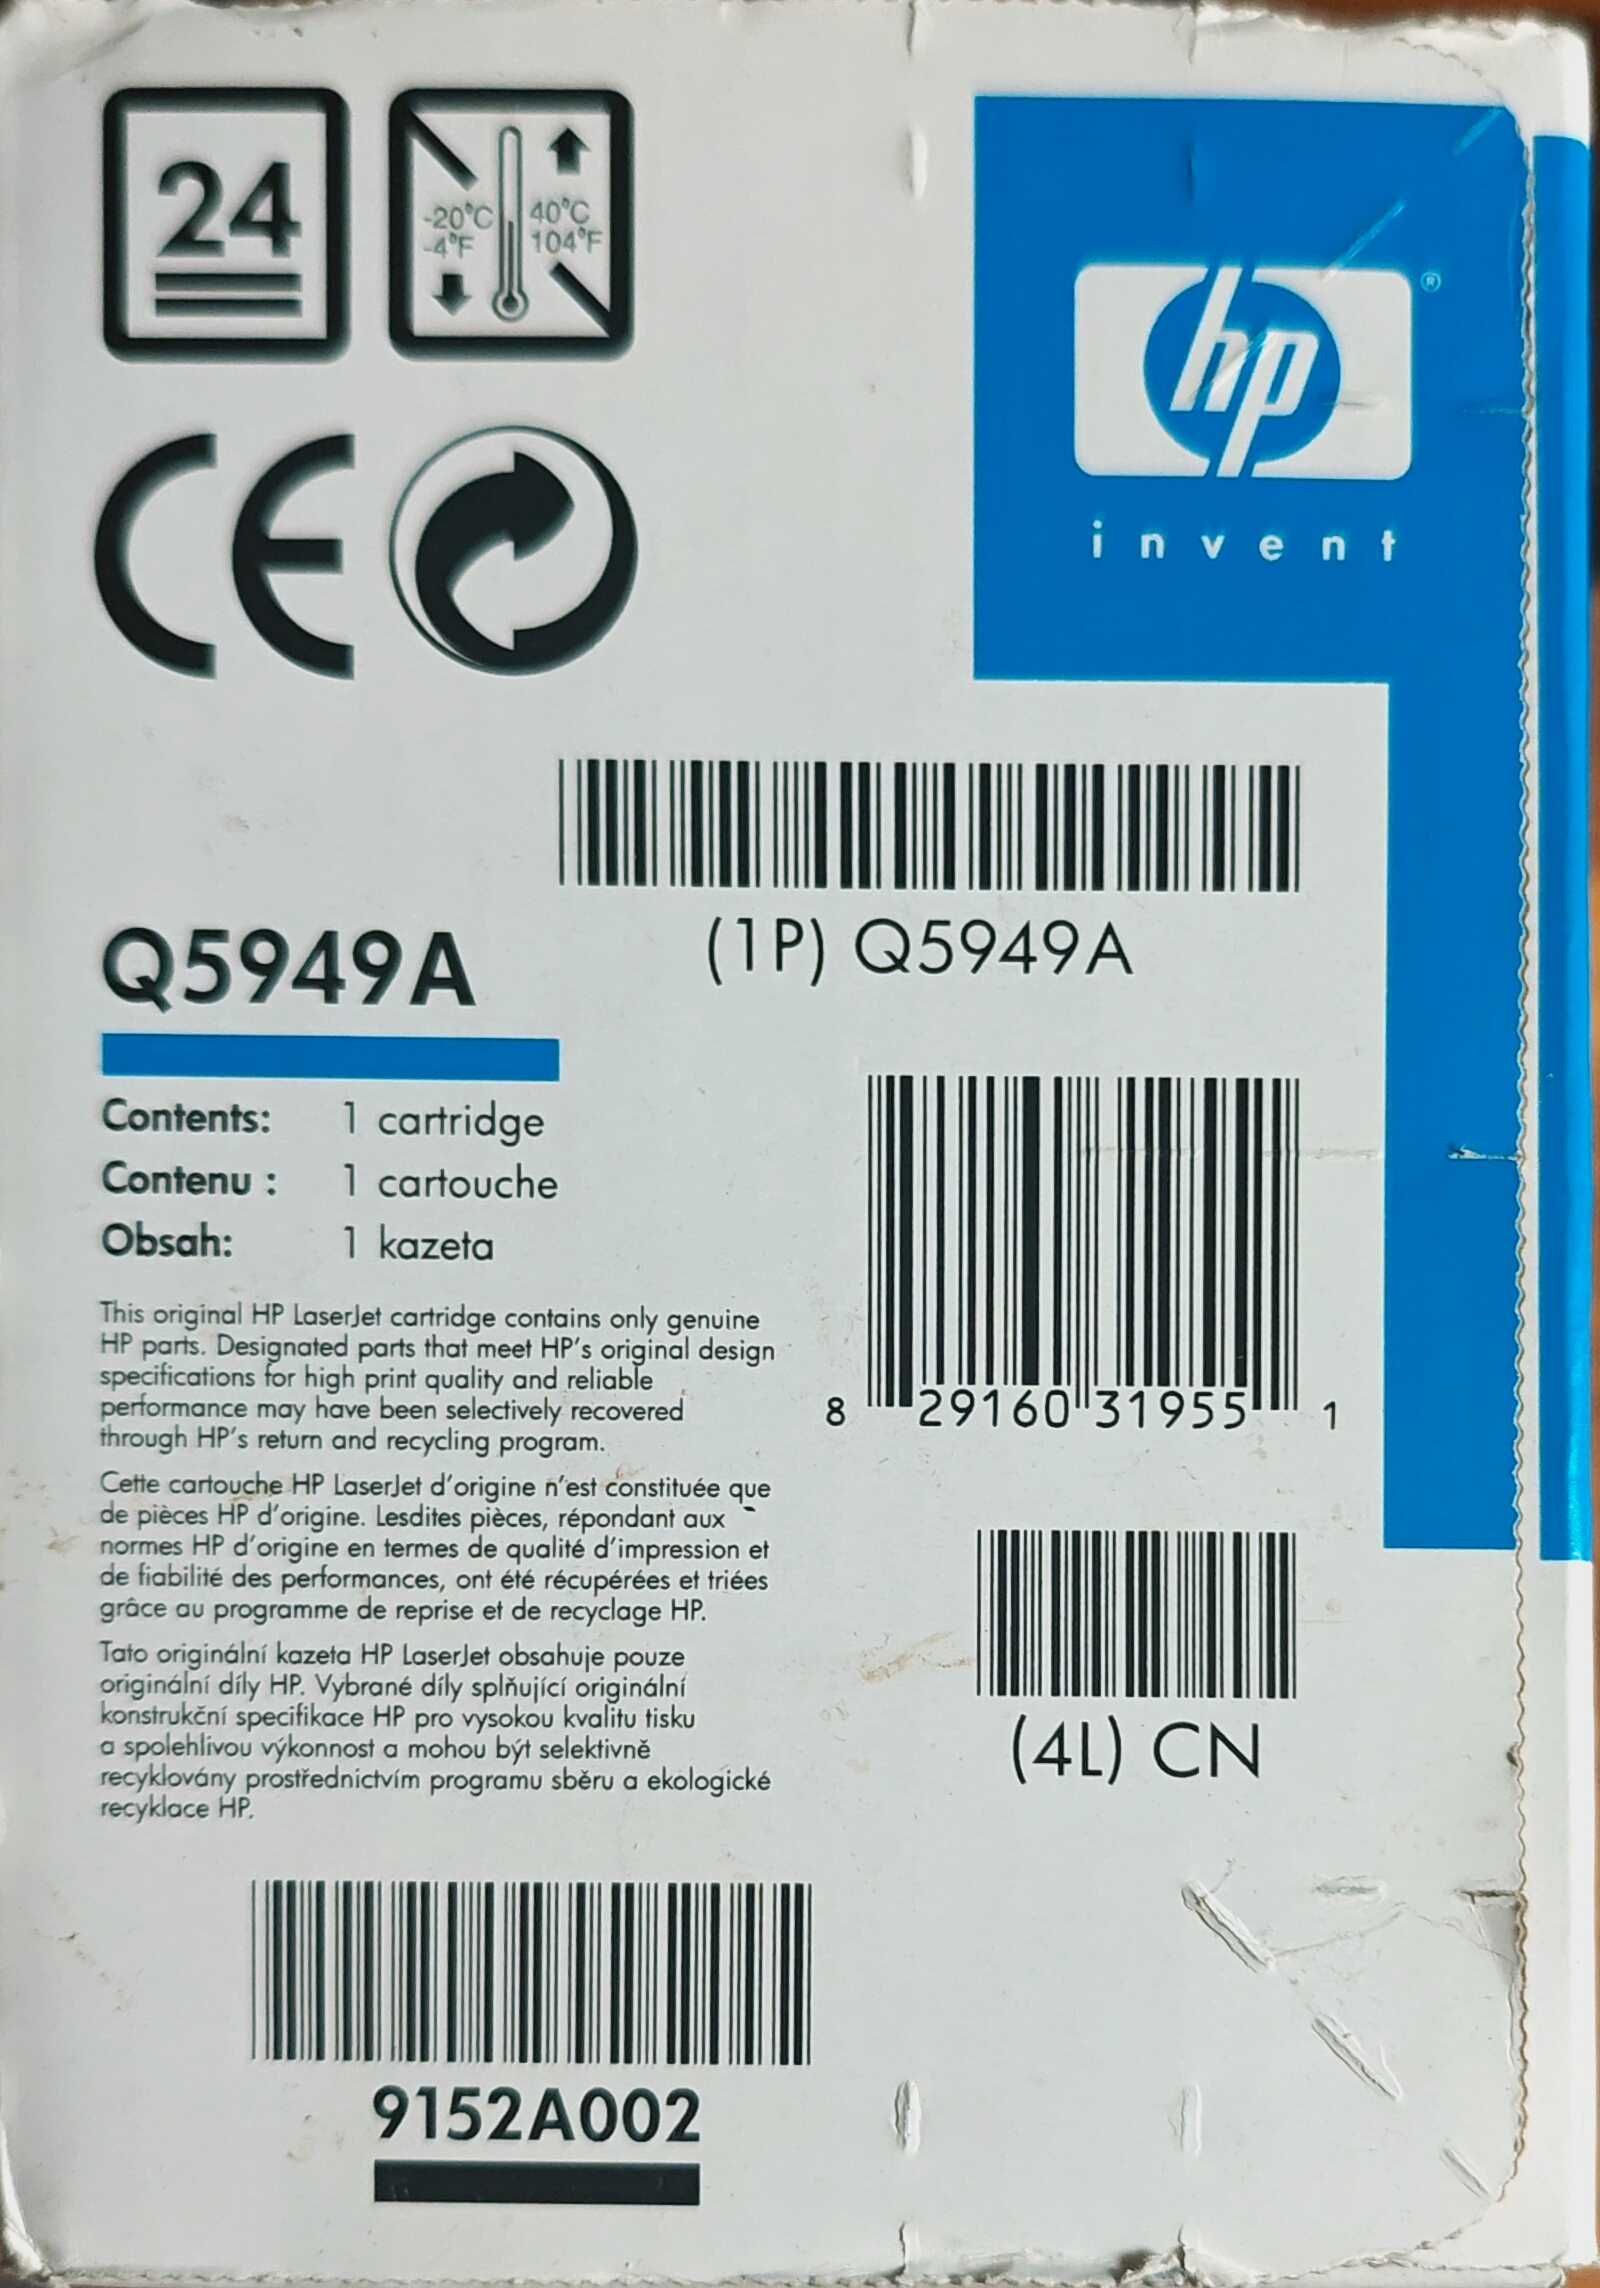 24
-20°C
-4°F
40°C
104°F
hp
®
invent
CE
(1P) Q5949A
Q5949A
Contents: 1 cartridge
Contenu : 1 cartouche
Obsah: 1 kazeta
8 29160 31955 1
This original HP LaserJet cartridge contains only genuine
HP parts. Designated parts that meet HP's original design
specifications for high print quality and reliable
performance may have been selectively recovered
through HP's return and recycling program.
Cette cartouche HP LaserJet d'origine n'est constituée que
de pièces HP d'origine. Lesdites pièces, répondant aux
normes HP d'origine en termes de qualité d'impression et
de fiabilité des performances, ont été récupérées et triées
grâce au programme de reprise et de recyclage HP.
Tato originální kazeta HP LaserJet obsahuje pouze
originální díly HP. Vybrané díly splňující originální
konstrukční specifikace HP pro vysokou kvalitu tisku
a spolehlivou výkonnost a mohou být selektivně
recyklovány prostřednictvím programu sběru a ekologické
recyklace HP.
(4L) CN
9152A002